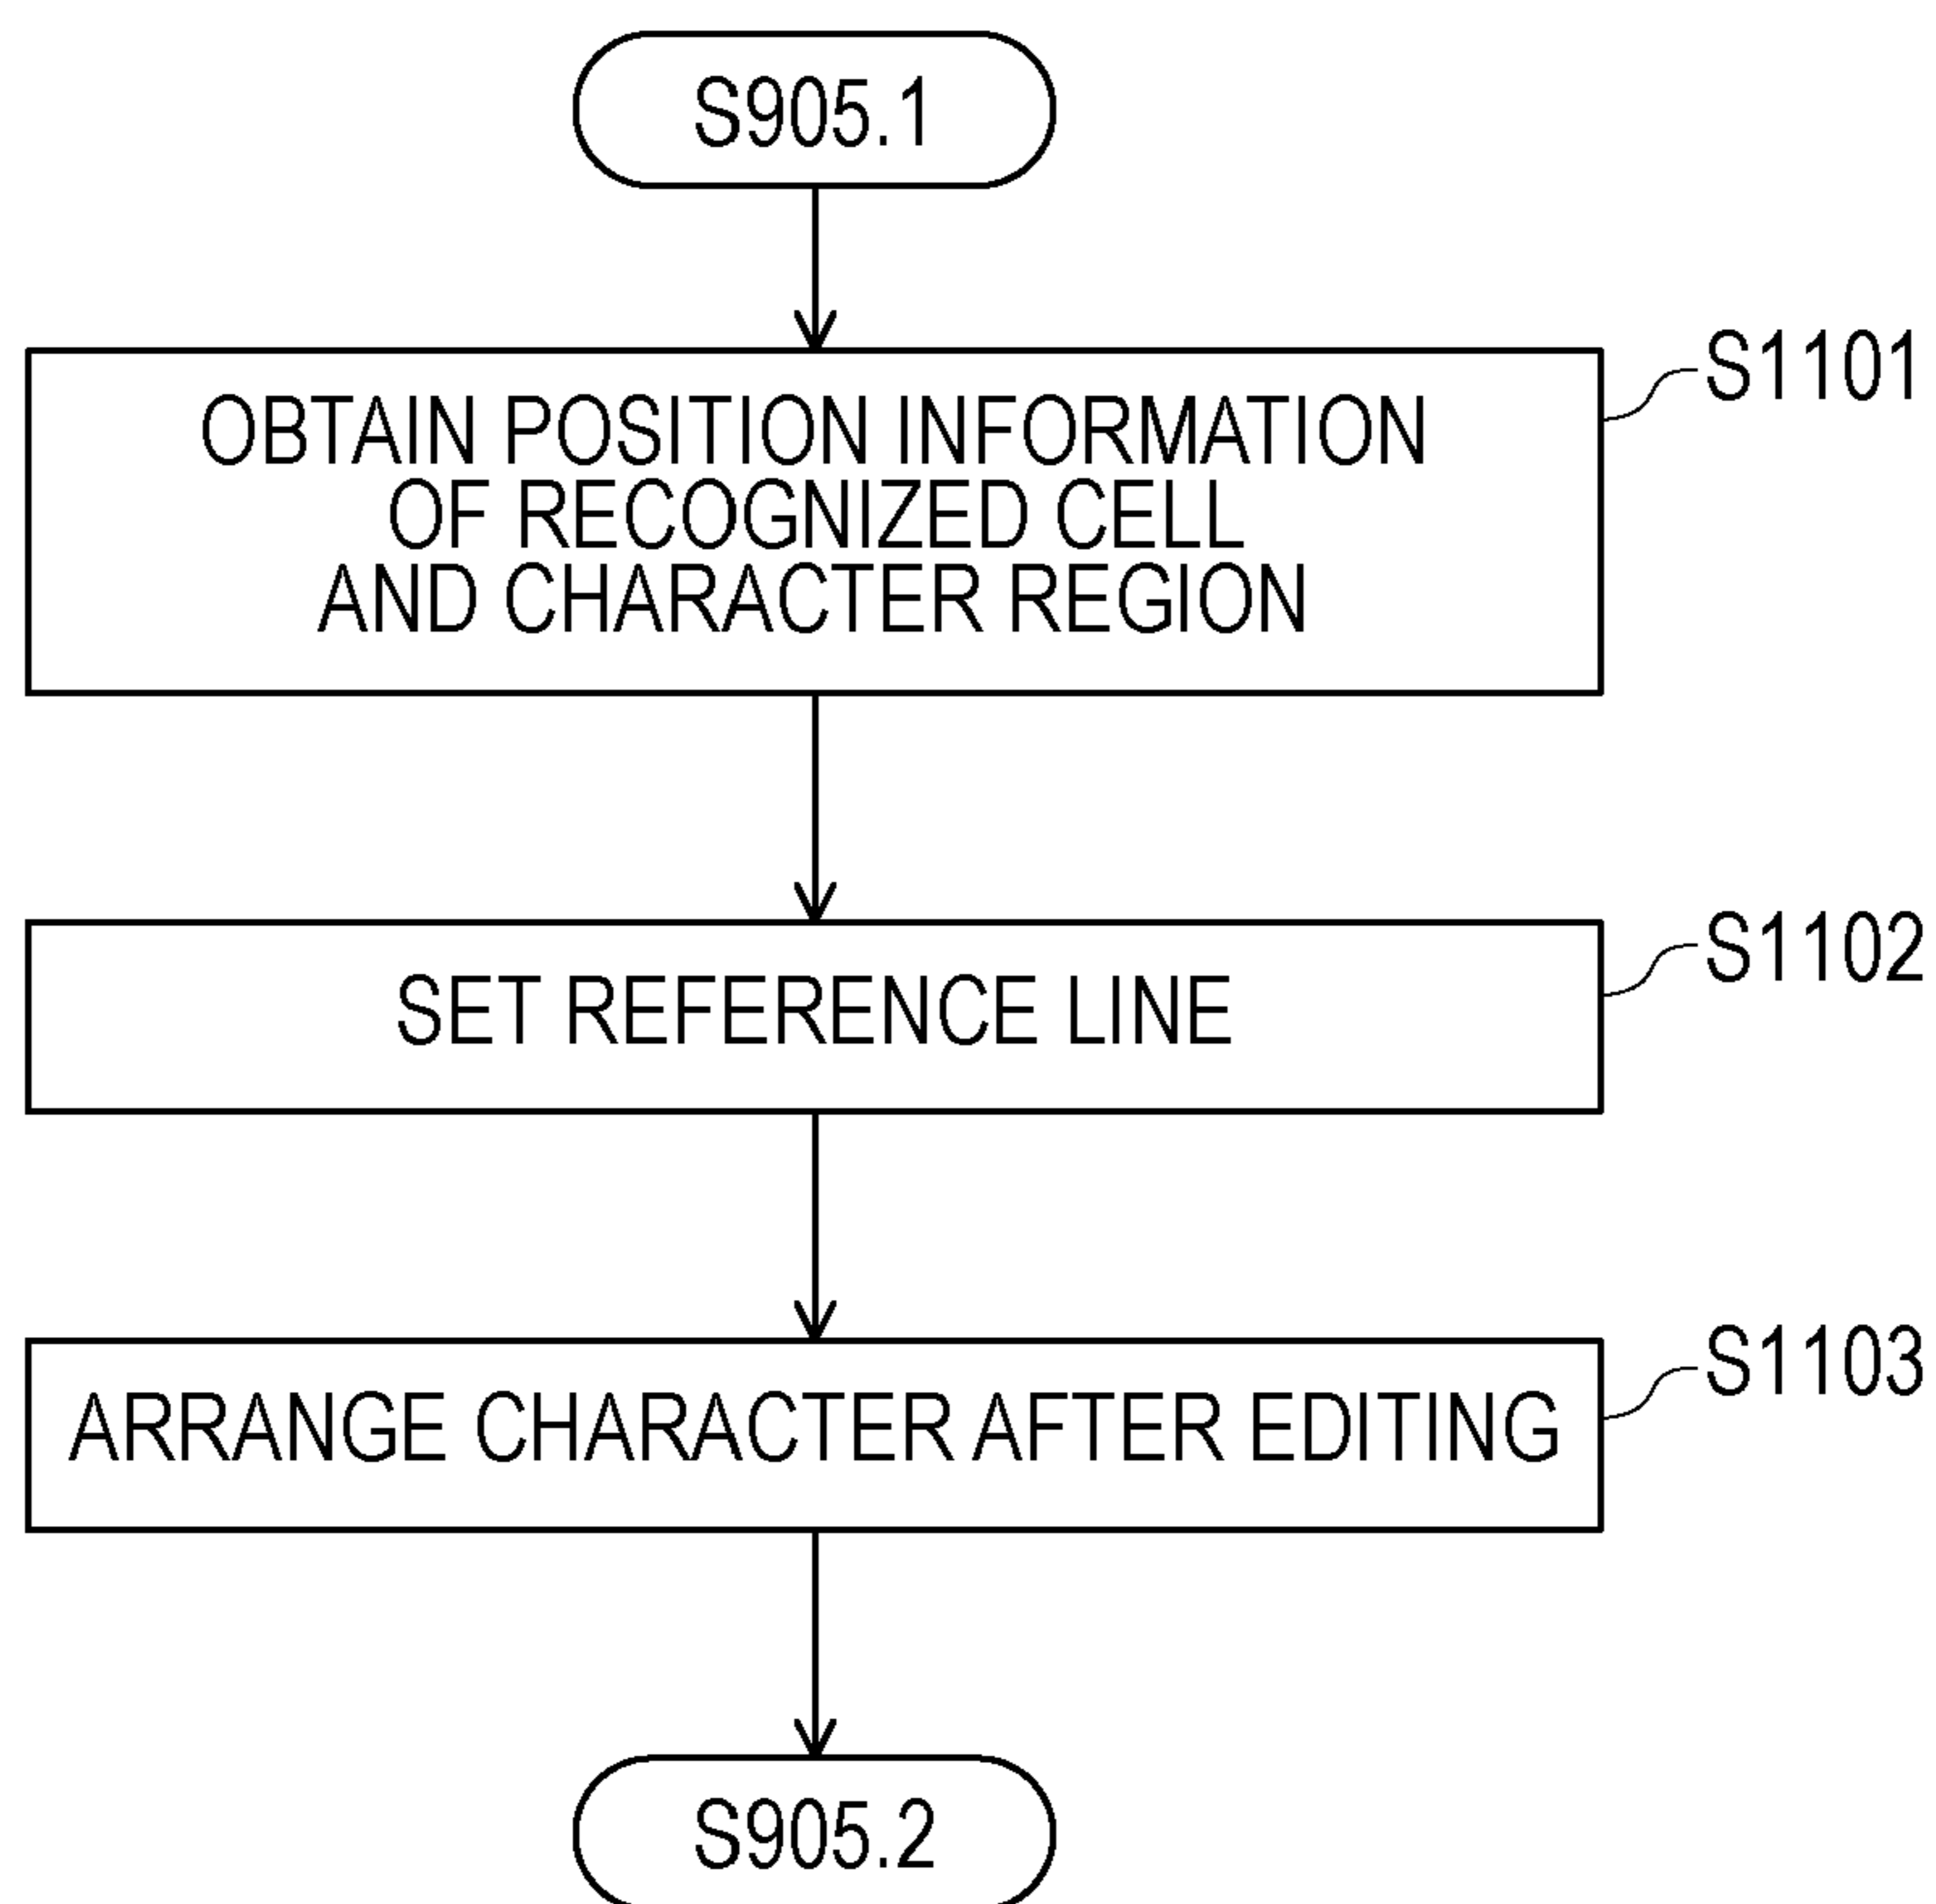 S905.1
OBTAIN POSITION INFORMATION
OF RECOGNIZED CELL
AND CHARACTER REGION
S1101
SET REFERENCE LINE
S1102
ARRANGE CHARACTER AFTER EDITING
S1103
S905.2